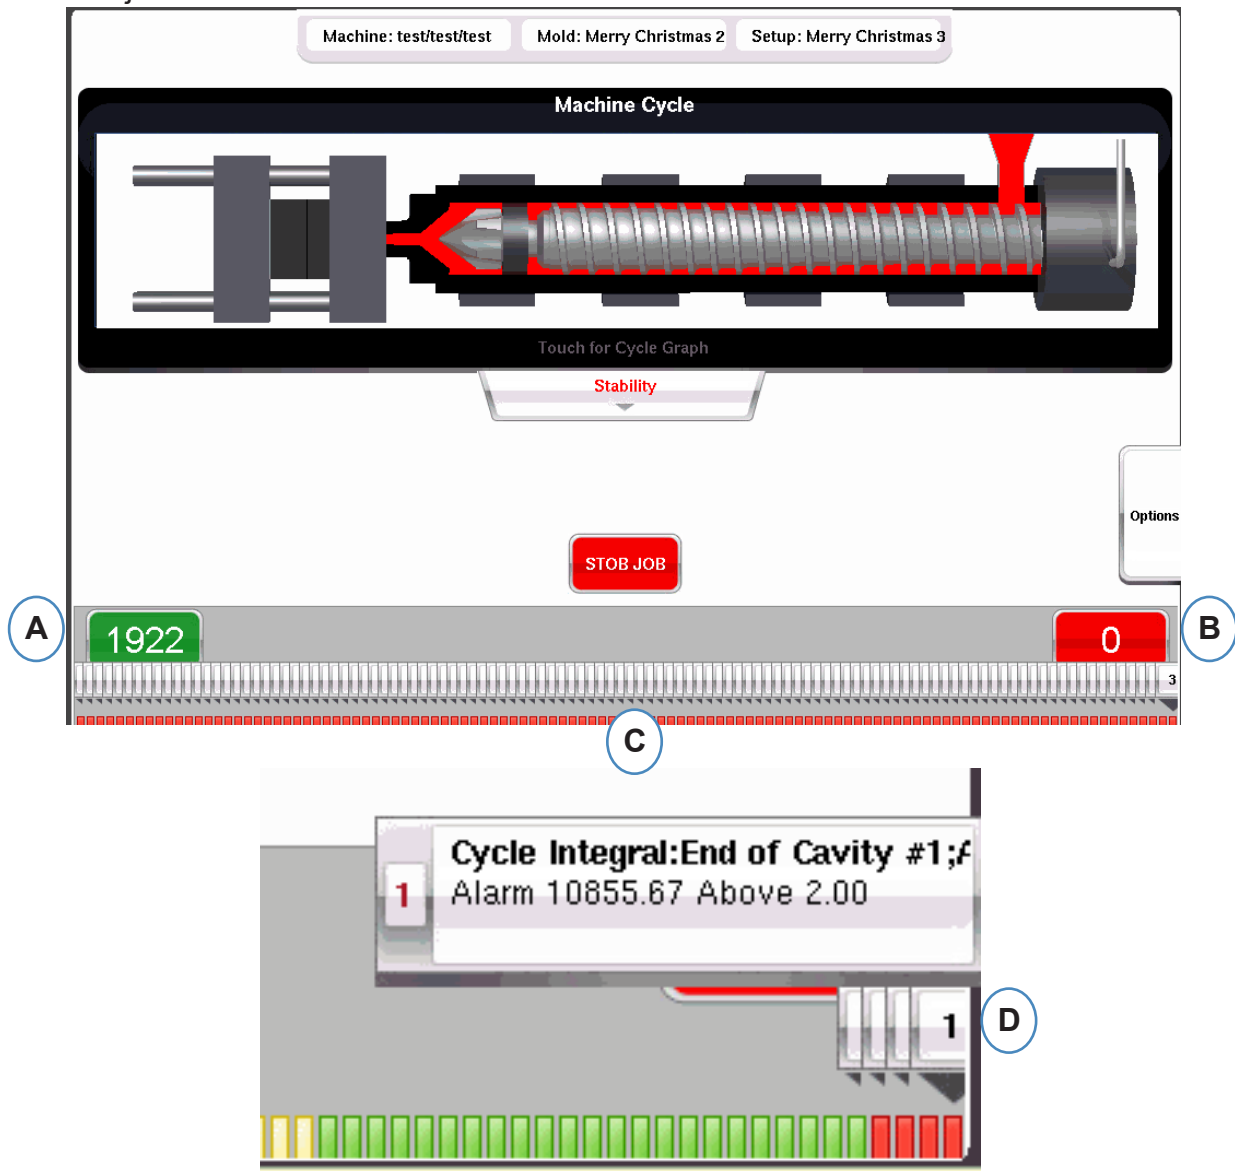 Machine: test/test/test Mold: Merry Christmas 2 Setup: Merry Christmas 3
Machine Cycle
Touch for Cycle Graph
Stability
Options
STOB JOB
A 1922 0 B
3
C
Cycle Integral:End of Cavity #1;
1 Alarm 10855.67 Above 2.00
1 D